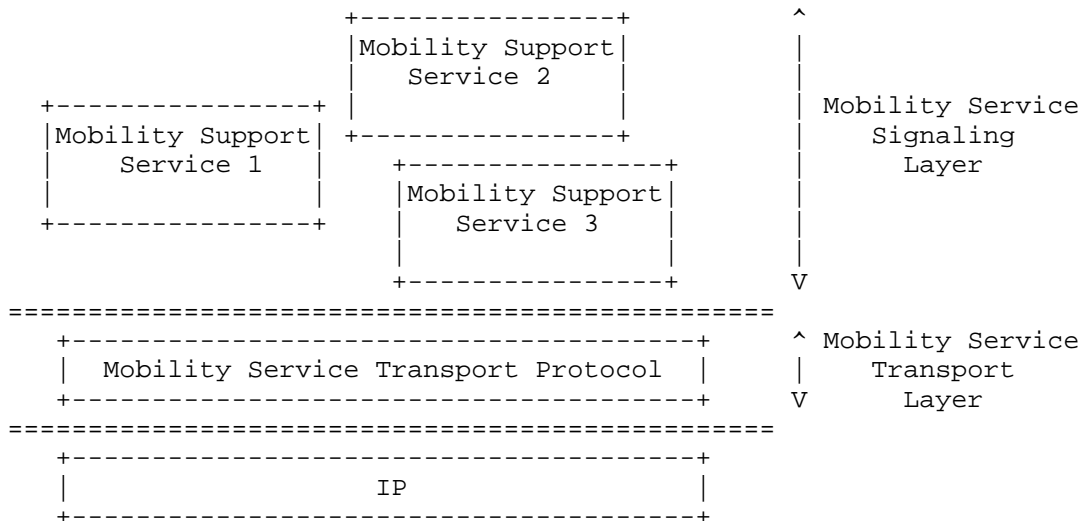 Mobility Support
Service 2
Mobility Service
Mobility Support
Signaling
Service 1
Layer
Mobility Support
Service 3
Mobility Service
Mobility Service Transport Protocol
Transport
Layer
IP